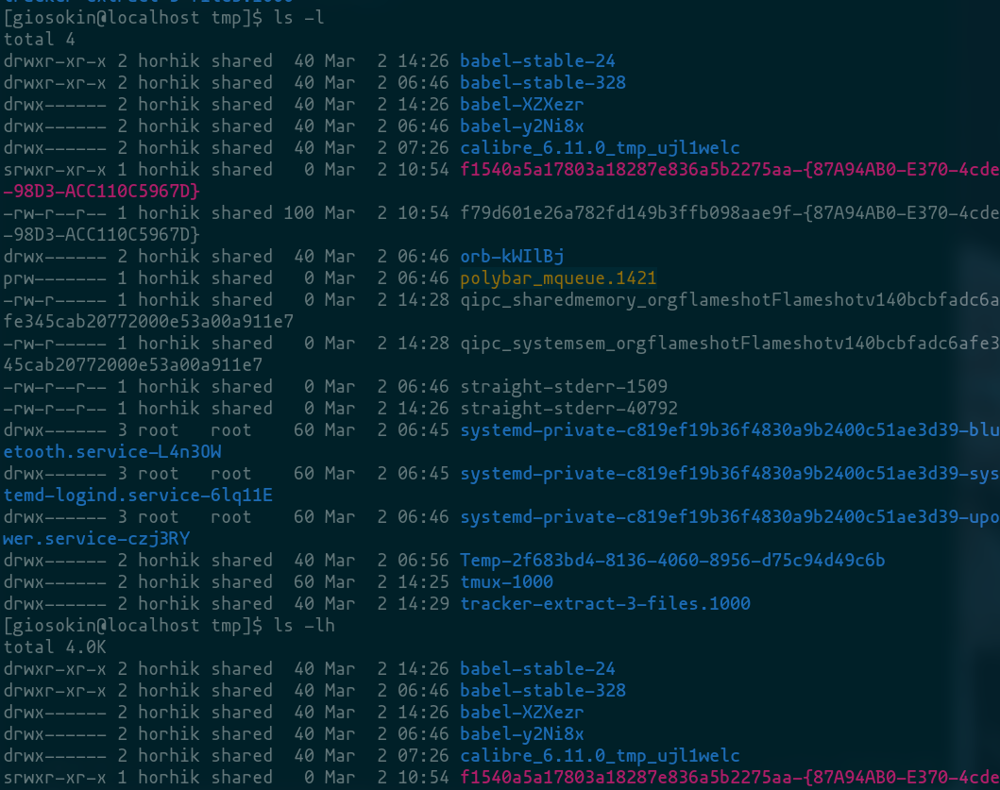 [giosokin@localhost tmp]$ ls -l
total 4
drwxr-xr-x 2 horhik shared  40 Mar  2 14:26 babel-stable-24
drwxr-xr-x 2 horhik shared  40 Mar  2 06:46 babel-stable-328
drwx------ 2 horhik shared  40 Mar  2 14:26 babel-XZXezr
drwx------ 2 horhik shared  40 Mar  2 06:46 babel-y2Ni8x
drwx------ 2 horhik shared  40 Mar  2 07:26 calibre_6.11.0_tmp_ujl1welc
srwxr-xr-x 1 horhik shared   0 Mar  2 10:54 f1540a5a17803a18287e836a5b2275aa-{87A94AB0-E370-4cde
-98D3-ACC110C5967D}
-rw-r--r-- 1 horhik shared 100 Mar  2 10:54 f79d601e26a782fd149b3ffb098aae9f-{87A94AB0-E370-4cde
-98D3-ACC110C5967D}
drwx------ 2 horhik shared  40 Mar  2 06:46 orb-kWIlBj
prw------- 1 horhik shared   0 Mar  2 06:46 polybar_mqueue.1421
-rw-r----- 1 horhik shared   0 Mar  2 14:28 qipc_sharedmemory_orgflameshotFlameshotv140bcbfadc6a
fe345cab20772000e53a00a911e7
-rw-r----- 1 horhik shared   0 Mar  2 14:28 qipc_systemsem_orgflameshotFlameshotv140bcbfadc6afe3
45cab20772000e53a00a911e7
-rw-r--r-- 1 horhik shared   0 Mar  2 06:46 straight-stderr-1509
-rw-r--r-- 1 horhik shared   0 Mar  2 14:26 straight-stderr-40792
drwx------ 3 root   root    60 Mar  2 06:45 systemd-private-c819ef19b36f4830a9b2400c51ae3d39-blu
etooth.service-L4n3OW
drwx------ 3 root   root    60 Mar  2 06:45 systemd-private-c819ef19b36f4830a9b2400c51ae3d39-sys
temd-logind.service-6lq11E
drwx------ 3 root   root    60 Mar  2 06:46 systemd-private-c819ef19b36f4830a9b2400c51ae3d39-upo
wer.service-czj3RY
drwx------ 2 horhik shared  40 Mar  2 06:56 Temp-2f683bd4-8136-4060-8956-d75c94d49c6b
drwx------ 2 horhik shared  60 Mar  2 14:25 tmux-1000
drwx------ 2 horhik shared  40 Mar  2 14:29 tracker-extract-3-files.1000
[giosokin@localhost tmp]$ ls -lh
total 4.0K
drwxr-xr-x 2 horhik shared  40 Mar  2 14:26 babel-stable-24
drwxr-xr-x 2 horhik shared  40 Mar  2 06:46 babel-stable-328
drwx------ 2 horhik shared  40 Mar  2 14:26 babel-XZXezr
drwx------ 2 horhik shared  40 Mar  2 06:46 babel-y2Ni8x
drwx------ 2 horhik shared  40 Mar  2 07:26 calibre_6.11.0_tmp_ujl1welc
srwxr-xr-x 1 horhik shared   0 Mar  2 10:54 f1540a5a17803a18287e836a5b2275aa-{87A94AB0-E370-4cde